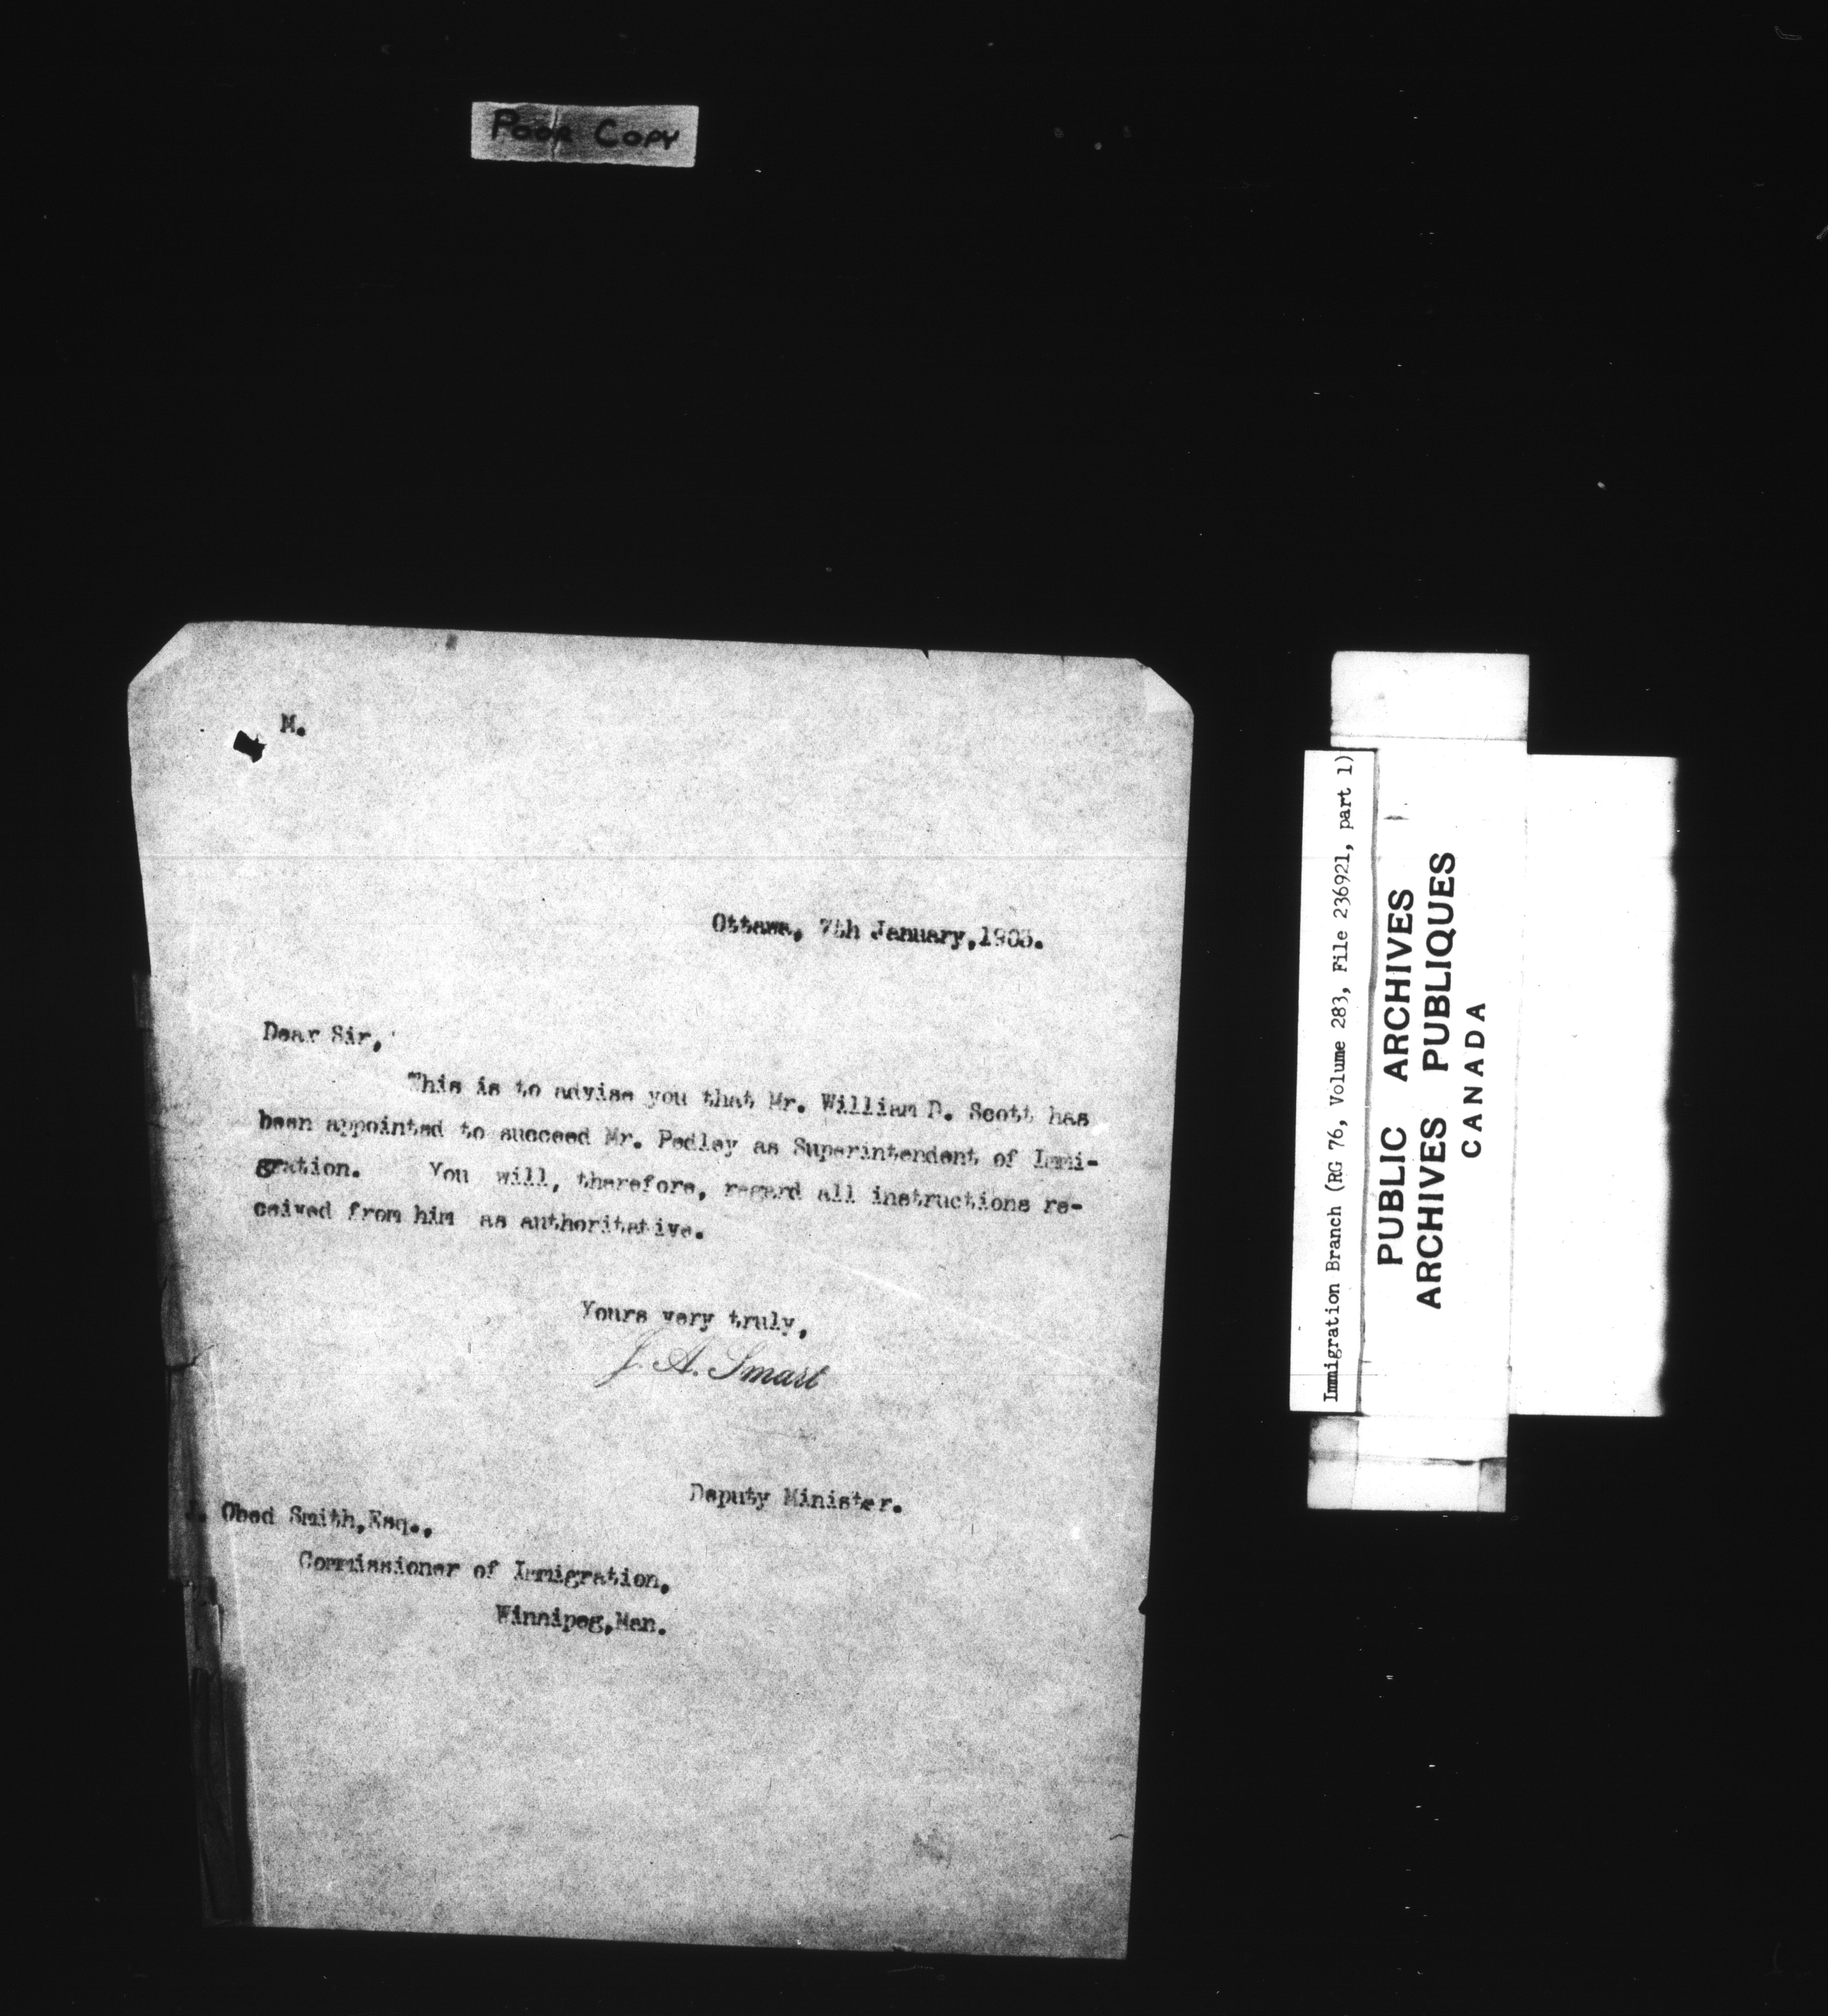 POOR COPY
M.
Ottawa, 7th January, 1903.
Dear Sir,
This is to advise you that Mr. William D. Scott has
been appointed to succeed Mr. Pedley as Superintendent of Immi-
gration. You will, therefore, regard all instructions re-
ceived from him as authoritative.
Yours very truly,
J. A. Smart
Deputy Minister.
J. Obed Smith, Esq.,
Commissioner of Immigration,
Winnipeg, Man.
Immigration Branch (RG 76, Volume 283, File 236921, part 1)
PUBLIC ARCHIVES
ARCHIVES PUBLIQUES
CANADA